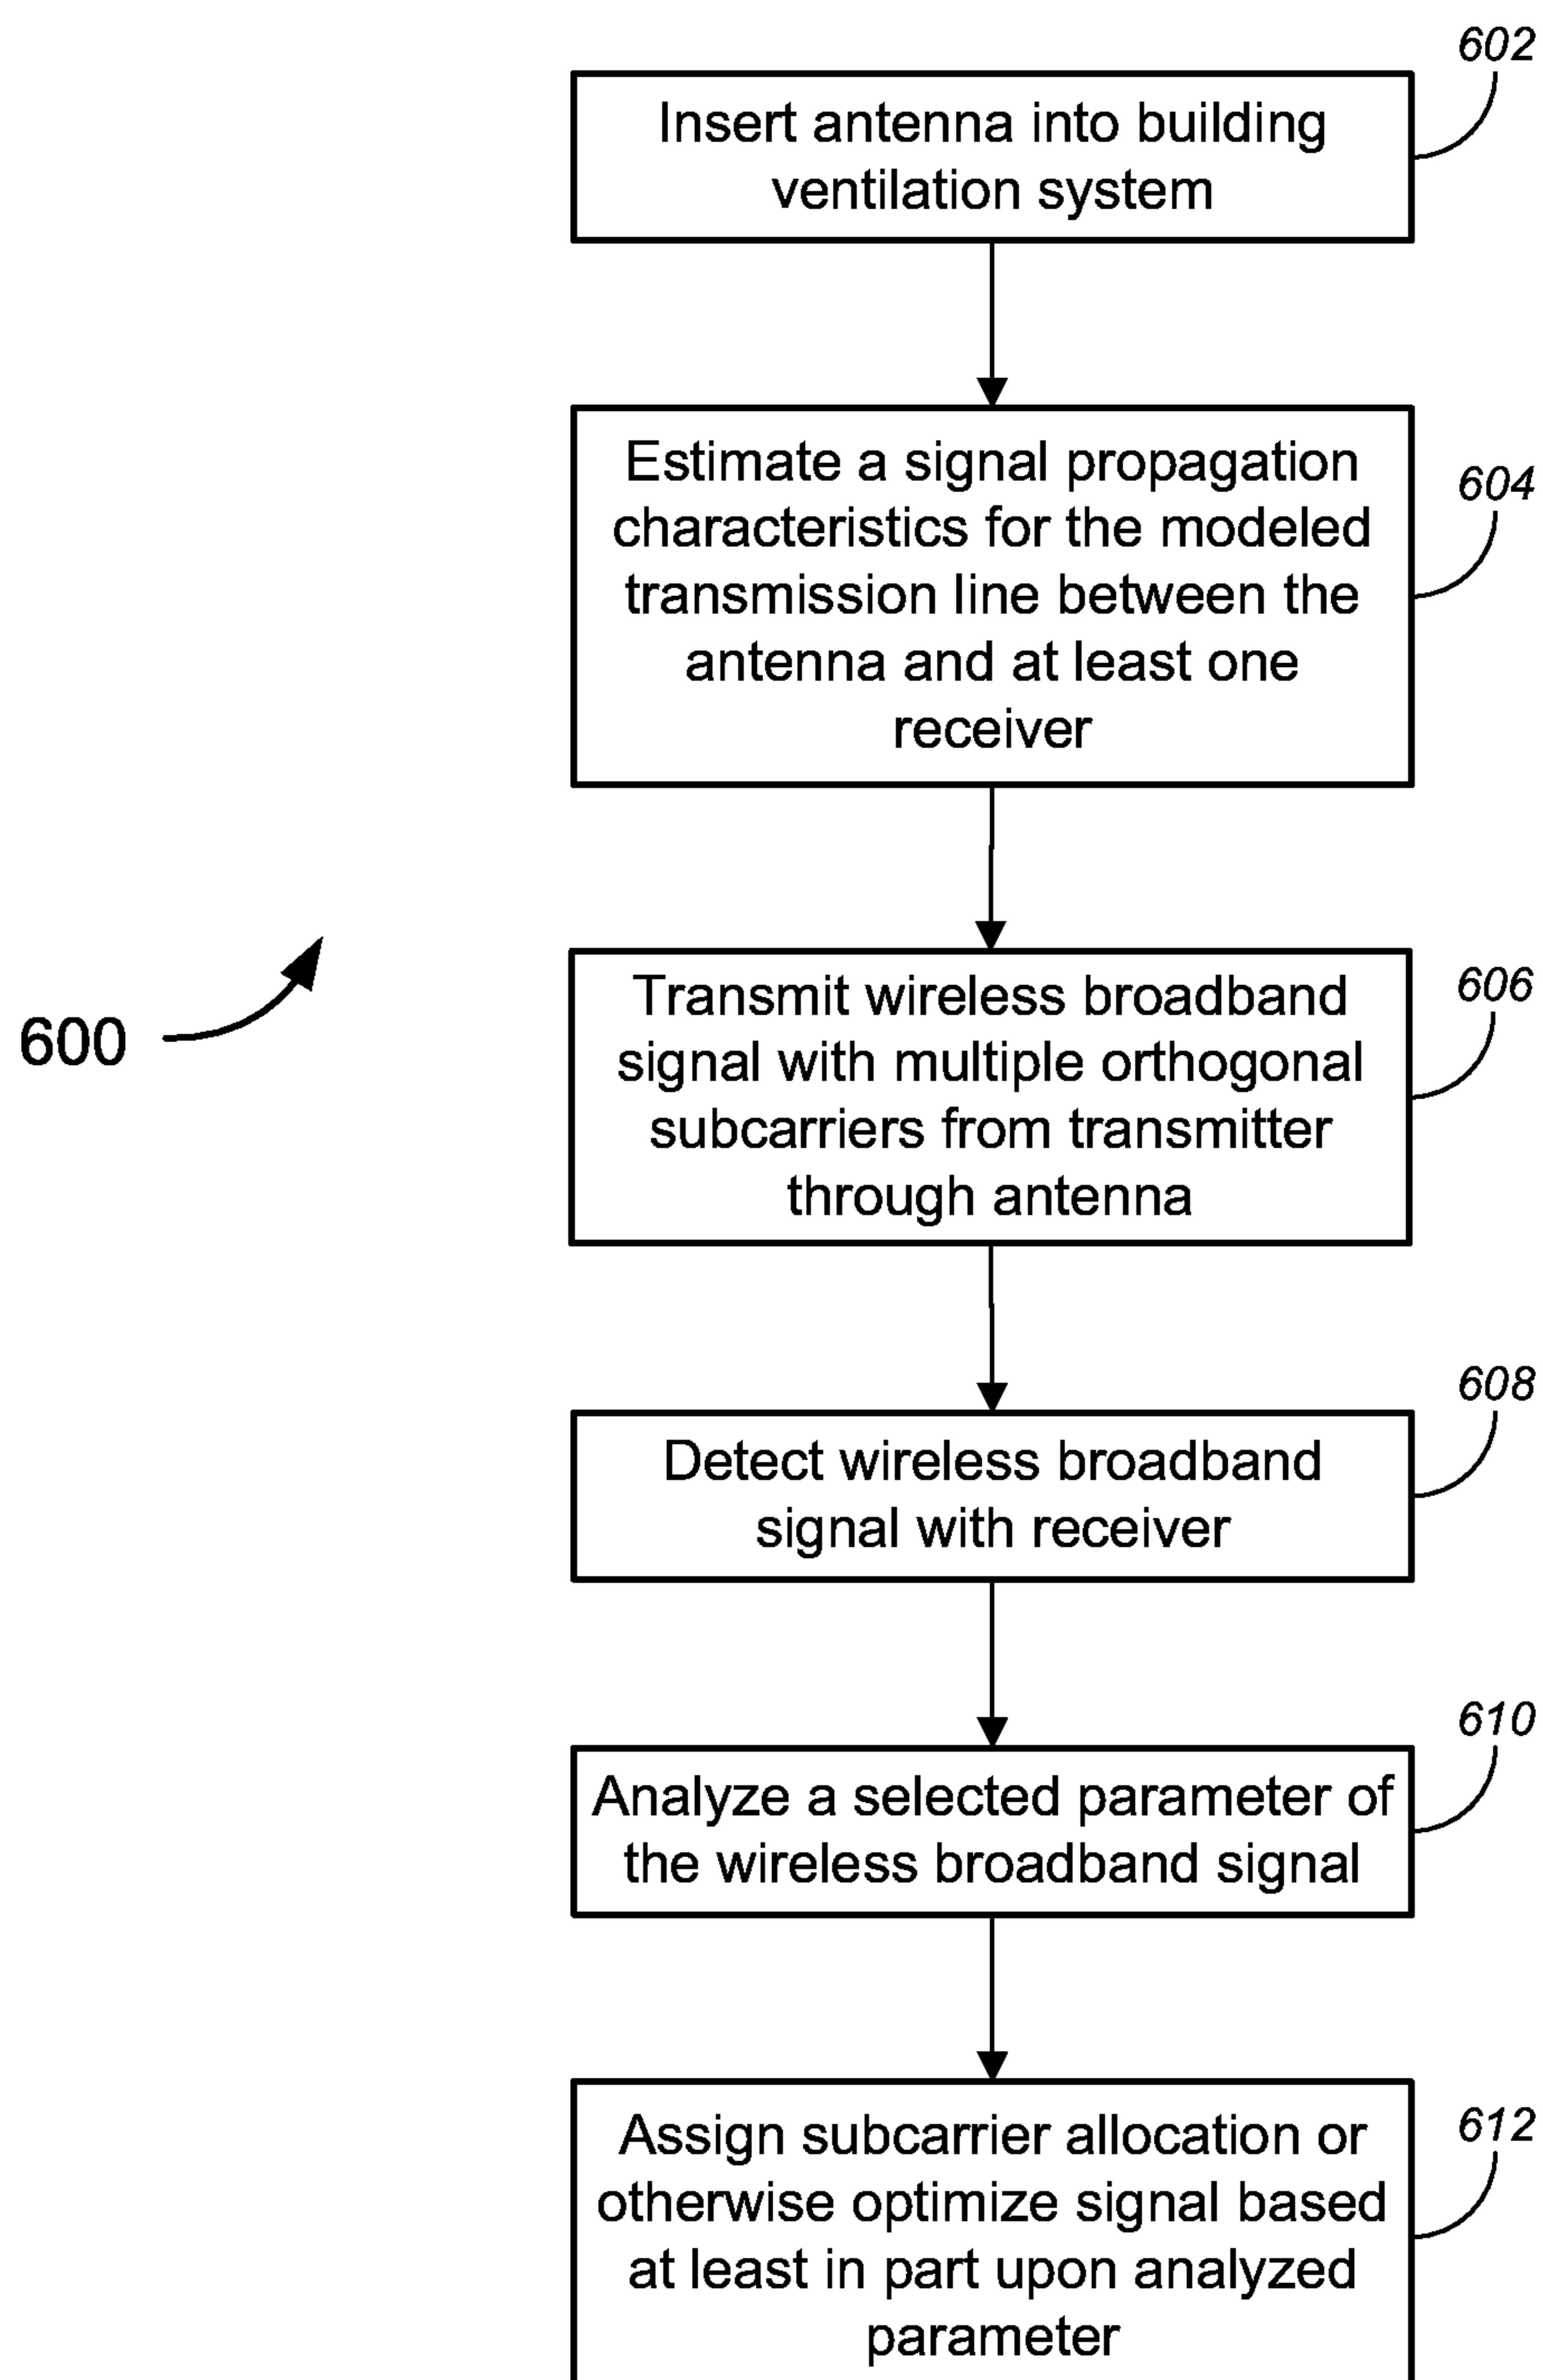 602
Insert antenna into building
ventilation system
604
Estimate a signal propagation
characteristics for the modeled
transmission line between the
antenna and at least one
receiver
600
606
Transmit wireless broadband
signal with multiple orthogonal
subcarriers from transmitter
through antenna
608
Detect wireless broadband
signal with receiver
610
Analyze a selected parameter of
the wireless broadband signal
612
Assign subcarrier allocation or
otherwise optimize signal based
at least in part upon analyzed
parameter